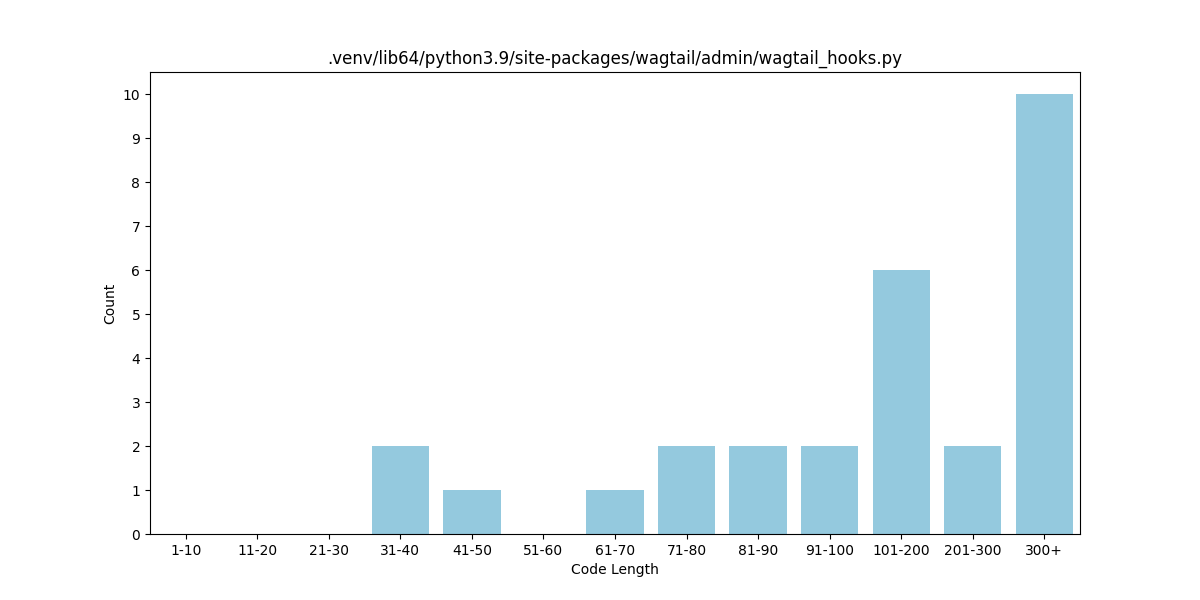 .venv/lib64/python3.9/site-packages/wagtail/admin/wagtail_hooks.py
10
9
8
7
6
5
4
3
2
1
0
Count
1-10 11-20 21-30 31-40 41-50 51-60 61-70 71-80 81-90 91-100 101-200 201-300 300+
Code Length